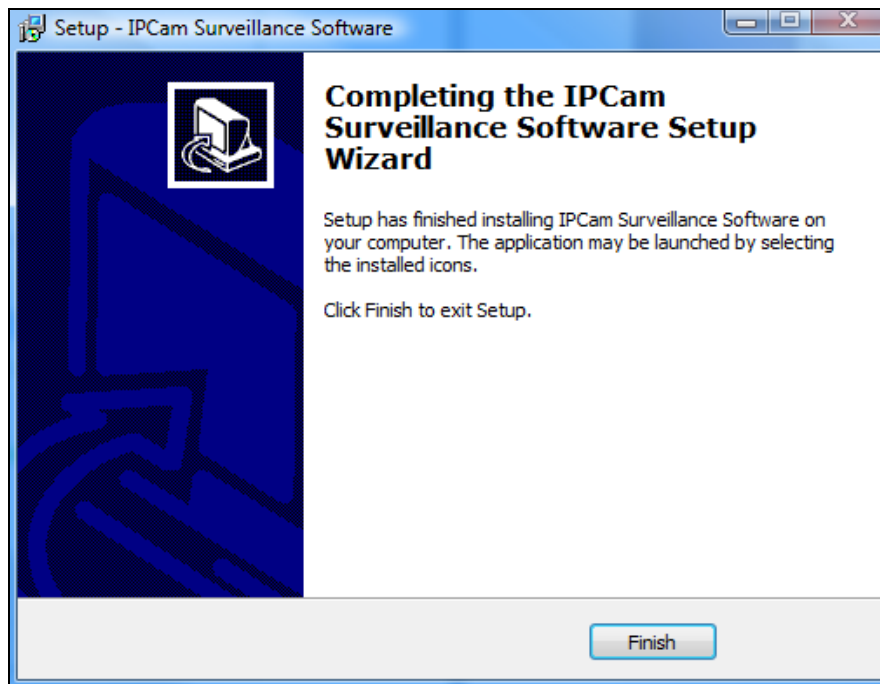 Setup - IPCam Surveillance Software
Completing the IPCam
Surveillance Software Setup
Wizard
Setup has finished installing IPCam Surveillance Software on
your computer. The application may be launched by selecting
the installed icons.
Click Finish to exit Setup.
Finish